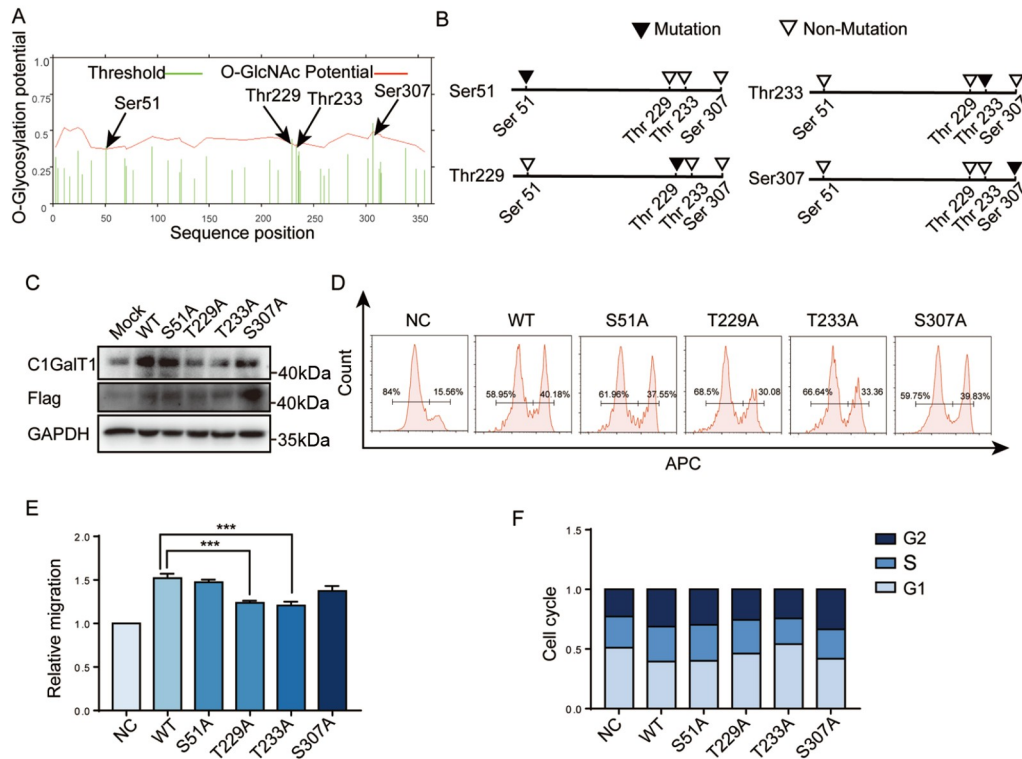 A
O-Glycosylation potential
1.0
0.75
0.5
0.25
0
Threshold
O-GlcNAc Potential
Ser51
Thr229
Thr233
Ser307
0 50 100 150 200 250 300 350
Sequence position
B
Mutation
Non-Mutation
Ser51
Ser 51
Thr 229
Thr 233
Ser 307
Thr233
Ser 51
Thr 229
Thr 233
Ser 307
Thr229
Ser 51
Thr 229
Thr 233
Ser 307
Ser307
Ser 51
Thr 229
Thr 233
Ser 307
C
Mock WT S51A T229A T233A S307A
C1GalT1
40kDa
Flag
40kDa
GAPDH
35kDa
D
NC WT S51A T229A T233A S307A
Count
84% 15.56%
58.95% 40.18%
61.96% 37.55%
68.5% 30.08
66.64% 33.36
59.75% 39.83%
APC
E
Relative migration
2.0
1.5
1.0
0.5
0.0
***
***
NC WT S51A T229A T233A S307A
F
Cell cycle
1.5
1.0
0.5
0.0
G2
S
G1
NC WT S51A T229A T233A S307A